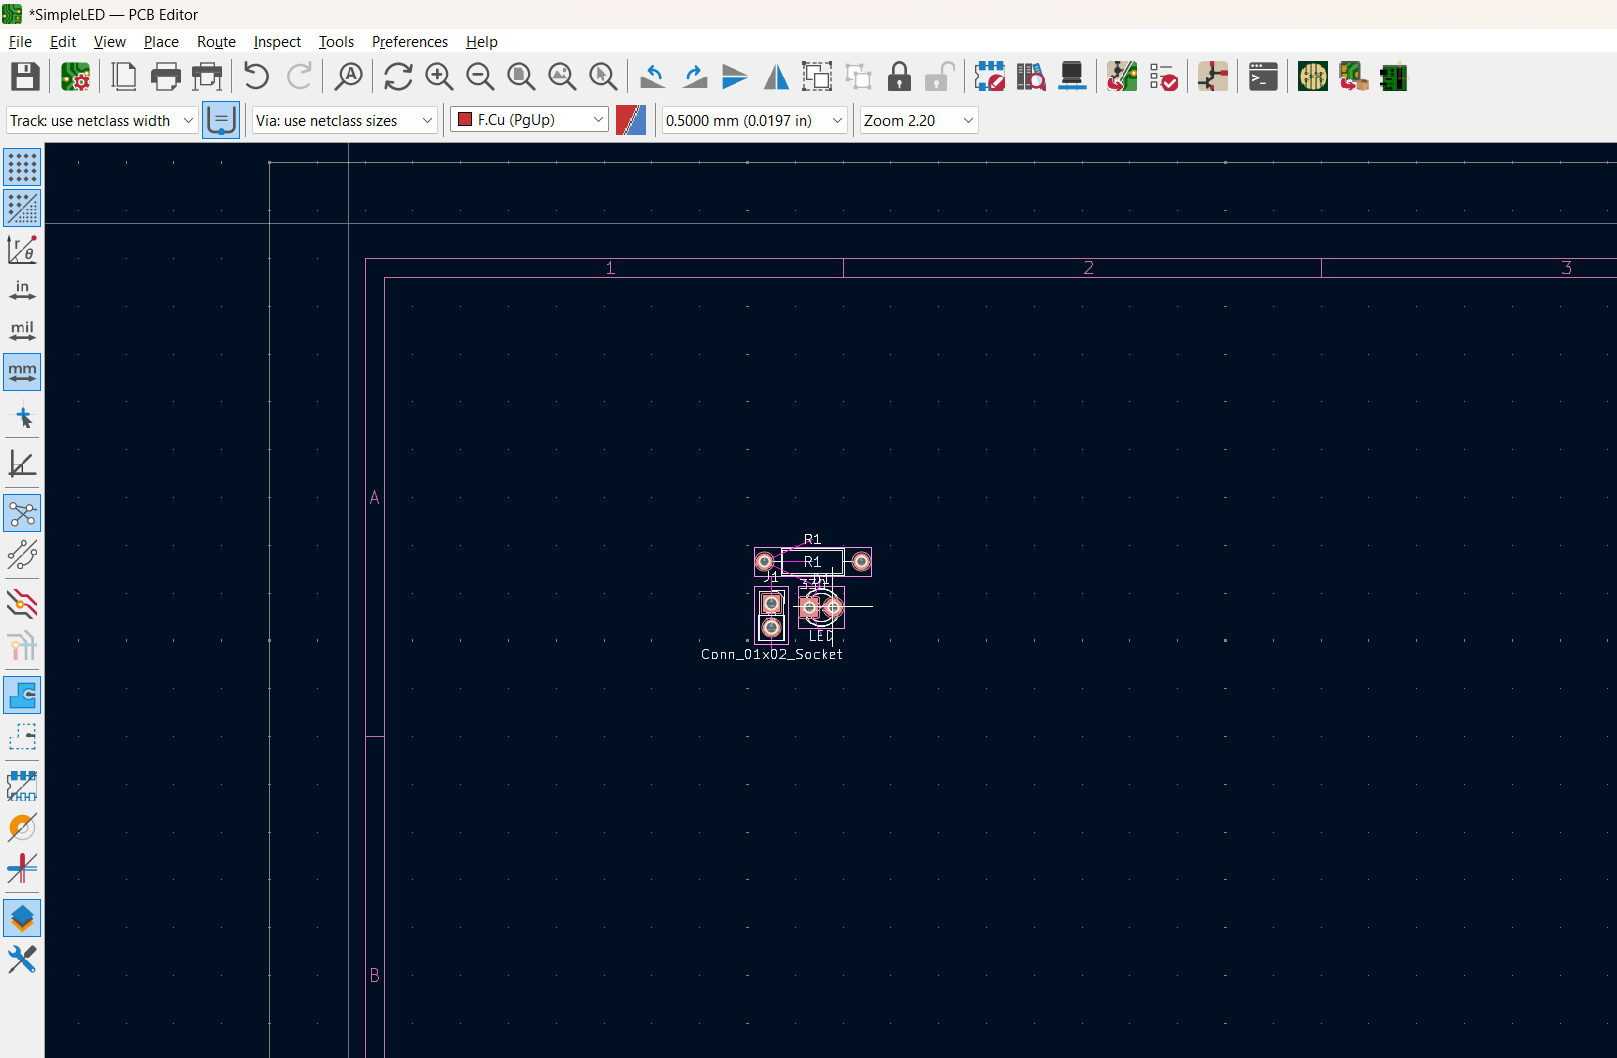 *SimpleLED — PCB Editor
File Edit View Place Route Inspect Tools Preferences Help
Track: use netclass width Via: use netclass sizes F.Cu (PgUp) 0.5000 mm (0.0197 in) Zoom 2.20
r θ
in
mil
mm
1 2 3
A
R1
R1
J1
330
LED
Conn_01x02_Socket
B